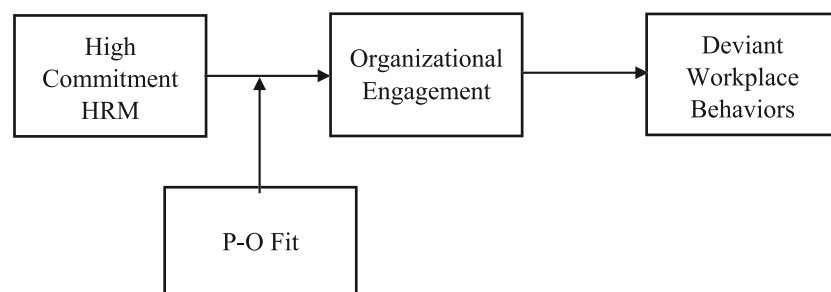 High
Commitment
HRM
Organizational
Engagement
Deviant
Workplace
Behaviors
P-O Fit